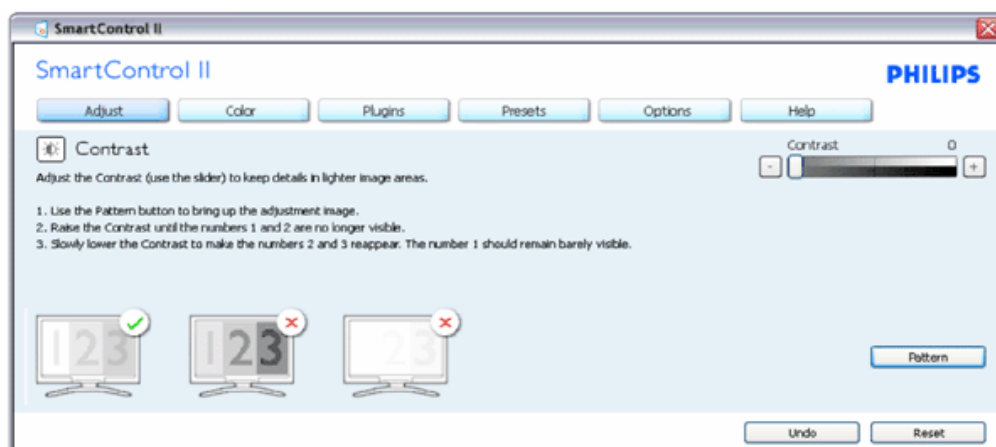 SmartControl II
SmartControl II
PHILIPS
Adjust Color Plugins Presets Options Help
Contrast
Contrast 0
- +
Adjust the Contrast (use the slider) to keep details in lighter image areas.
1. Use the Pattern button to bring up the adjustment image.
2. Raise the Contrast until the numbers 1 and 2 are no longer visible.
3. Slowly lower the Contrast to make the numbers 2 and 3 reappear. The number 1 should remain barely visible.
123 123 23
Pattern
Undo Reset